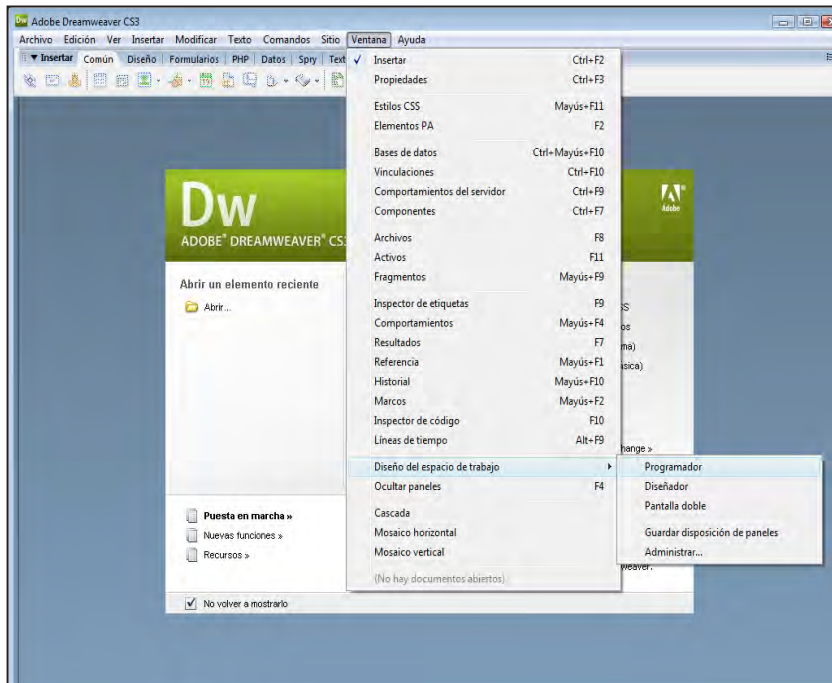 Dw Adobe Dreamweaver CS3
Archivo Edición Ver Insertar Modificar Texto Comandos Sitio Ventana Ayuda
▼ Insertar Común Diseño Formularios PHP Datos Spry Text
✓ Insertar Ctrl+F2
Propiedades Ctrl+F3
Estilos CSS Mayús+F11
Elementos PA F2
Bases de datos Ctrl+Mayús+F10
Vinculaciones Ctrl+F10
Comportamientos del servidor Ctrl+F9
Componentes Ctrl+F7
Archivos F8
Activos F11
Fragmentos Mayús+F9
Inspector de etiquetas F9
Comportamientos Mayús+F4
Resultados F7
Referencia Mayús+F1
Historial Mayús+F10
Marcos Mayús+F2
Inspector de código F10
Líneas de tiempo Alt+F9
Diseño del espacio de trabajo
Ocultar paneles F4
Cascada
Mosaico horizontal
Mosaico vertical
(No hay documentos abiertos)
Programador
Diseñador
Pantalla doble
Guardar disposición de paneles
Administrar...
Dw
ADOBE® DREAMWEAVER® CS
Adobe
Abrir un elemento reciente
Abrir...
hange »
Puesta en marcha »
Nuevas funciones »
Recursos »
weaver.
No volver a mostrarlo